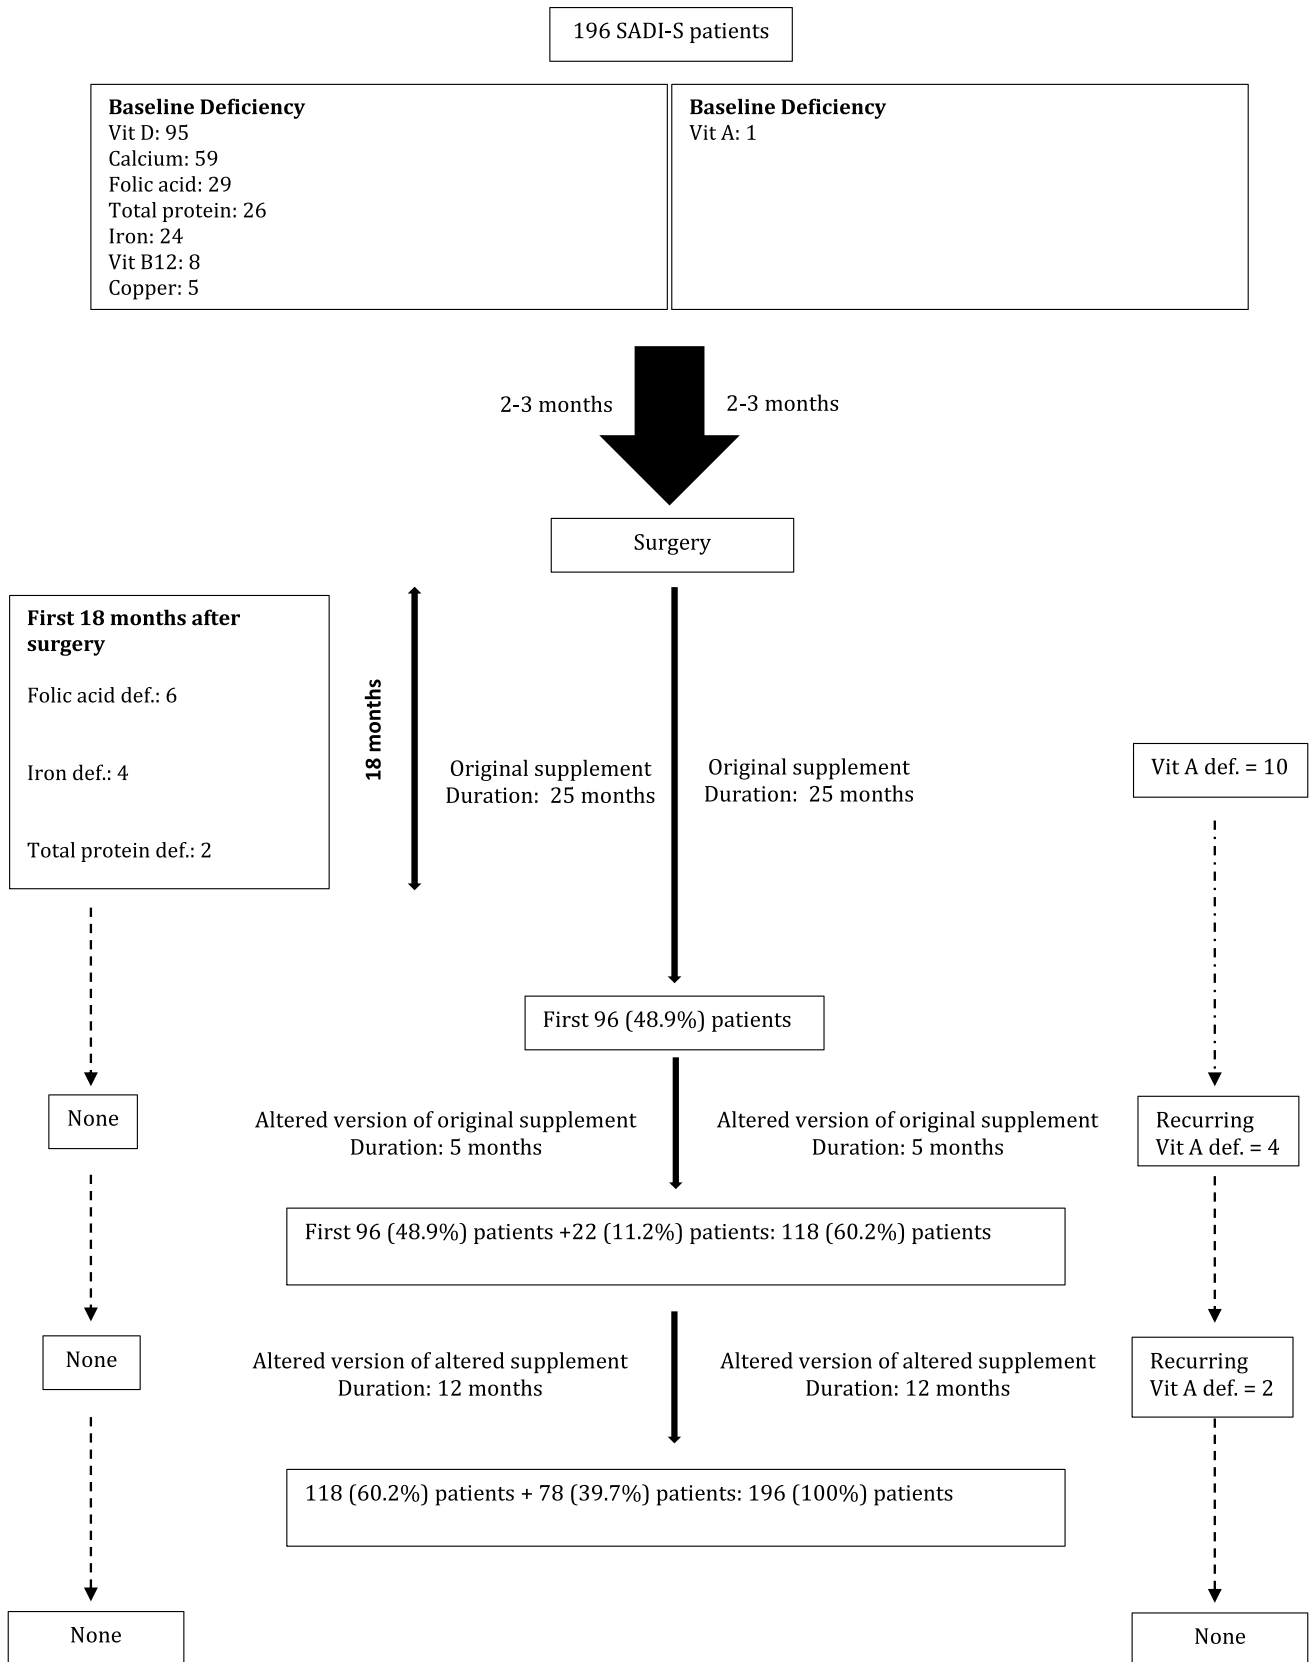 196 SADI-S patients
Baseline Deficiency
Vit D: 95
Calcium: 59
Folic acid: 29
Total protein: 26
Iron: 24
Vit B12: 8
Copper: 5
Baseline Deficiency
Vit A: 1
2-3 months
2-3 months
Surgery
First 18 months after
surgery
Folic acid def.: 6
Iron def.: 4
Total protein def.: 2
18 months
Original supplement
Duration: 25 months
Original supplement
Duration: 25 months
Vit A def. = 10
First 96 (48.9%) patients
None
Altered version of original supplement
Duration: 5 months
Altered version of original supplement
Duration: 5 months
Recurring
Vit A def. = 4
First 96 (48.9%) patients +22 (11.2%) patients: 118 (60.2%) patients
None
Altered version of altered supplement
Duration: 12 months
Altered version of altered supplement
Duration: 12 months
Recurring
Vit A def. = 2
118 (60.2%) patients + 78 (39.7%) patients: 196 (100%) patients
None
None